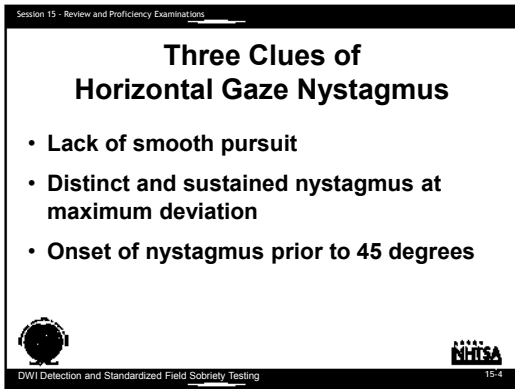 Session 15 - Review and Proficiency Examinations
Three Clues of
Horizontal Gaze Nystagmus
• Lack of smooth pursuit
• Distinct and sustained nystagmus at
maximum deviation
• Onset of nystagmus prior to 45 degrees
NHTSA
DWI Detection and Standardized Field Sobriety Testing
15-4